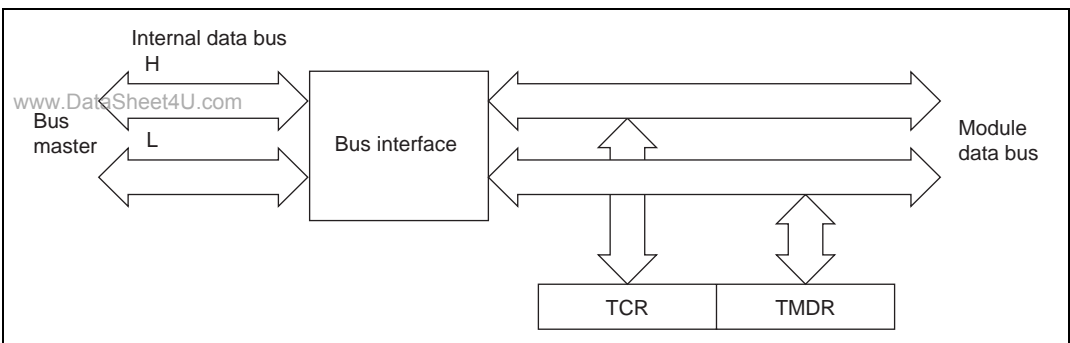 Internal data bus
H
www.DataSheet4U.com
Bus
master
L
Bus interface
Module
data bus
TCR
TMDR